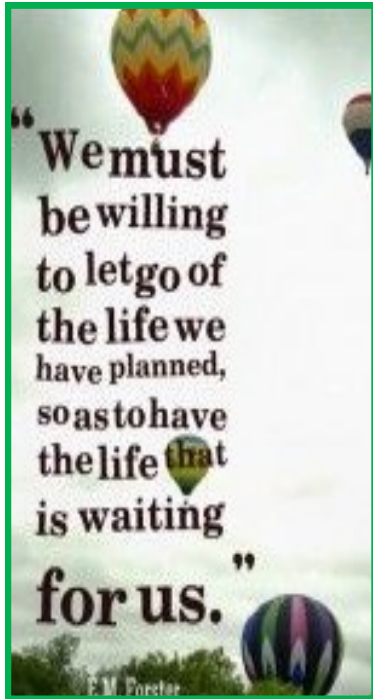 “We must
be willing
to let go of
the life we
have planned,
so as to have
the life that
is waiting
for us.”
E.M. Forster